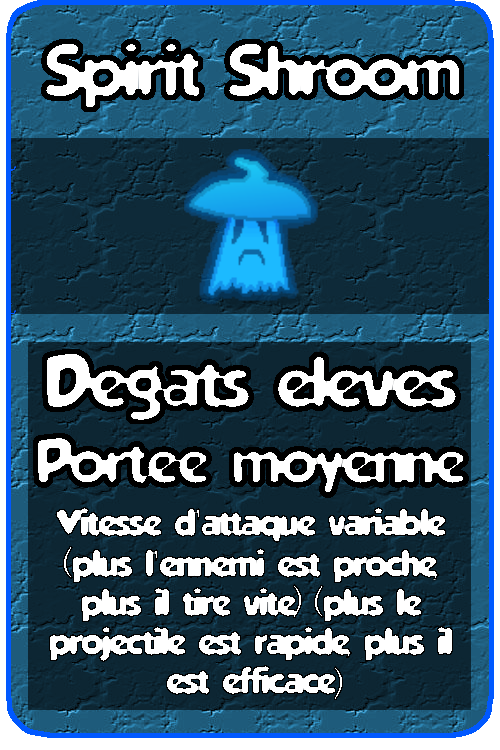 Spirit Shroom
Degats eleves
Portee moyenne
Vitesse d'attaque variable
(plus l'ennemi est proche
plus il tire vite) (plus le
projectile est rapide plus il
est efficace)